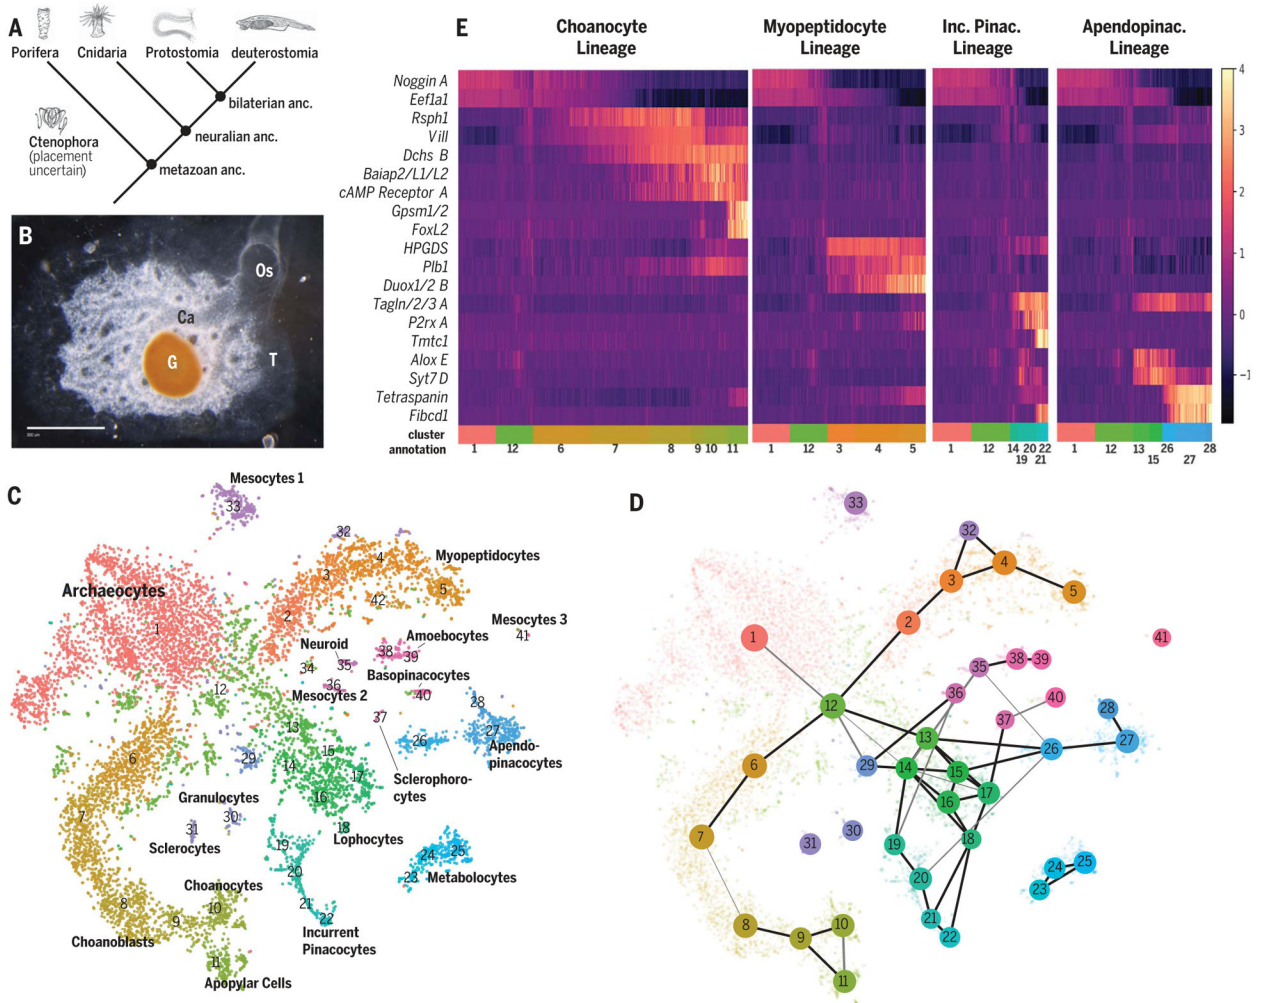 A
Porifera Cnidaria Protostomia deuterostomia
bilaterian anc.
neuralian anc.
Ctenophora
(placement
uncertain)
metazoan anc.
B
Os
Ca
G
T
E
Choanocyte
Lineage
Myopeptidocyte
Lineage
Inc. Pinac.
Lineage
Apendopinac.
Lineage
Noggin A
Eef1a1
Rsph1
Vill
Dchs B
Baiap2/L1/L2
cAMP Receptor A
Gpsm1/2
FoxL2
HPGDS
Plb1
Duox1/2 B
Tagln/2/3 A
P2rx A
Tmtc1
Alox E
Syt7 D
Tetraspanin
Fibcd1
cluster
annotation
1 12 6 7 8 9 10 11
1 12 3 4 5
1 12 14 20 22
19 21
1 12 13 26 28
15 27
4
3
2
1
0
−1
C
Mesocytes 1
33
32
4
Myopeptidocytes
3
5
42
Archaeocytes
2
1
Mesocytes 3
41
Neuroid
Amoebocytes
38
39
34
35
Basopinacocytes
36
40
Mesocytes 2
12
37
28
13
27
26
Apendo-
pinacocytes
15
6
29
14
17
Sclerophoro-
cytes
16
Granulocytes
30
7
31
18
Lophocytes
Sclerocytes
19
24
25
20
23
Metabolocytes
Choanocytes
8
10
21
9
22
Incurrent
Pinacocytes
Choanoblasts
11
Apopylar Cells
D
33
32
4
3
5
2
1
41
35
38
39
36
40
12
28
37
13
27
26
6
29
14
15
17
16
7
30
31
18
19
24
25
20
23
8
10
21
9
22
11